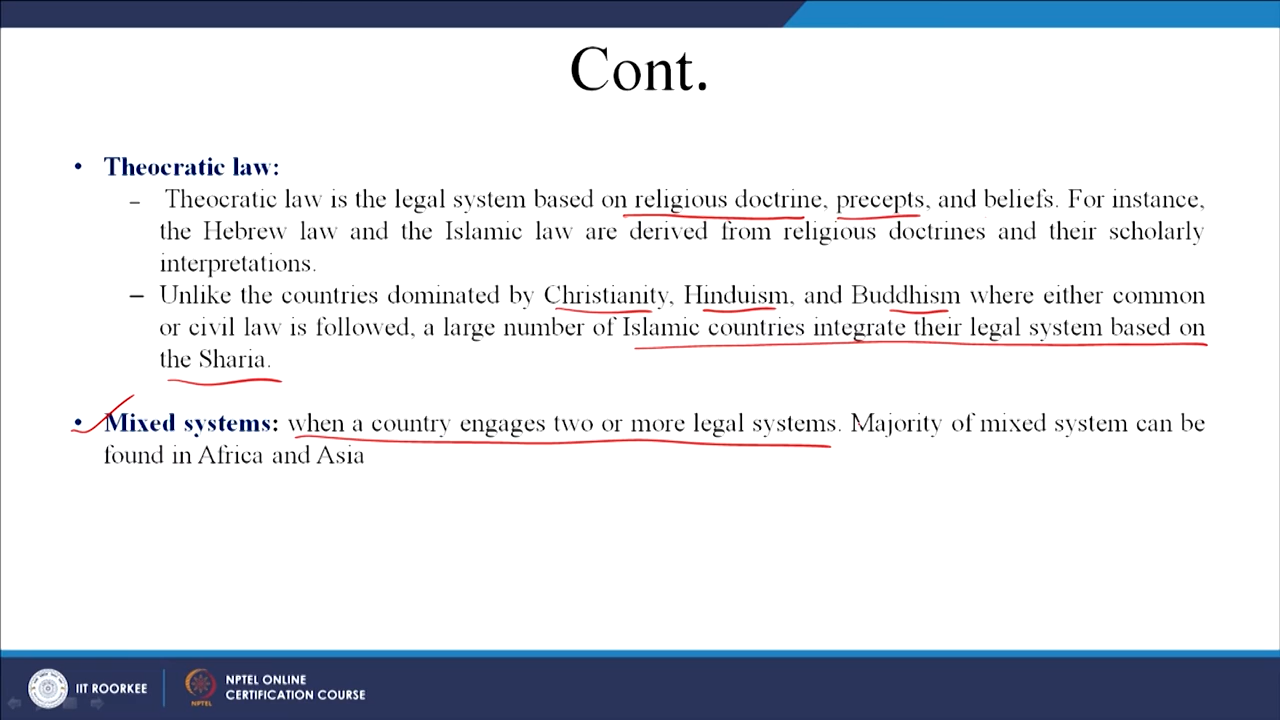 Cont.
• Theocratic law:
– Theocratic law is the legal system based on religious doctrine, precepts, and beliefs. For instance,
the Hebrew law and the Islamic law are derived from religious doctrines and their scholarly
interpretations.
– Unlike the countries dominated by Christianity, Hinduism, and Buddhism where either common
or civil law is followed, a large number of Islamic countries integrate their legal system based on
the Sharia.
• Mixed systems: when a country engages two or more legal systems. Majority of mixed system can be
found in Africa and Asia
IIT ROORKEE
NPTEL
NPTEL ONLINE
CERTIFICATION COURSE